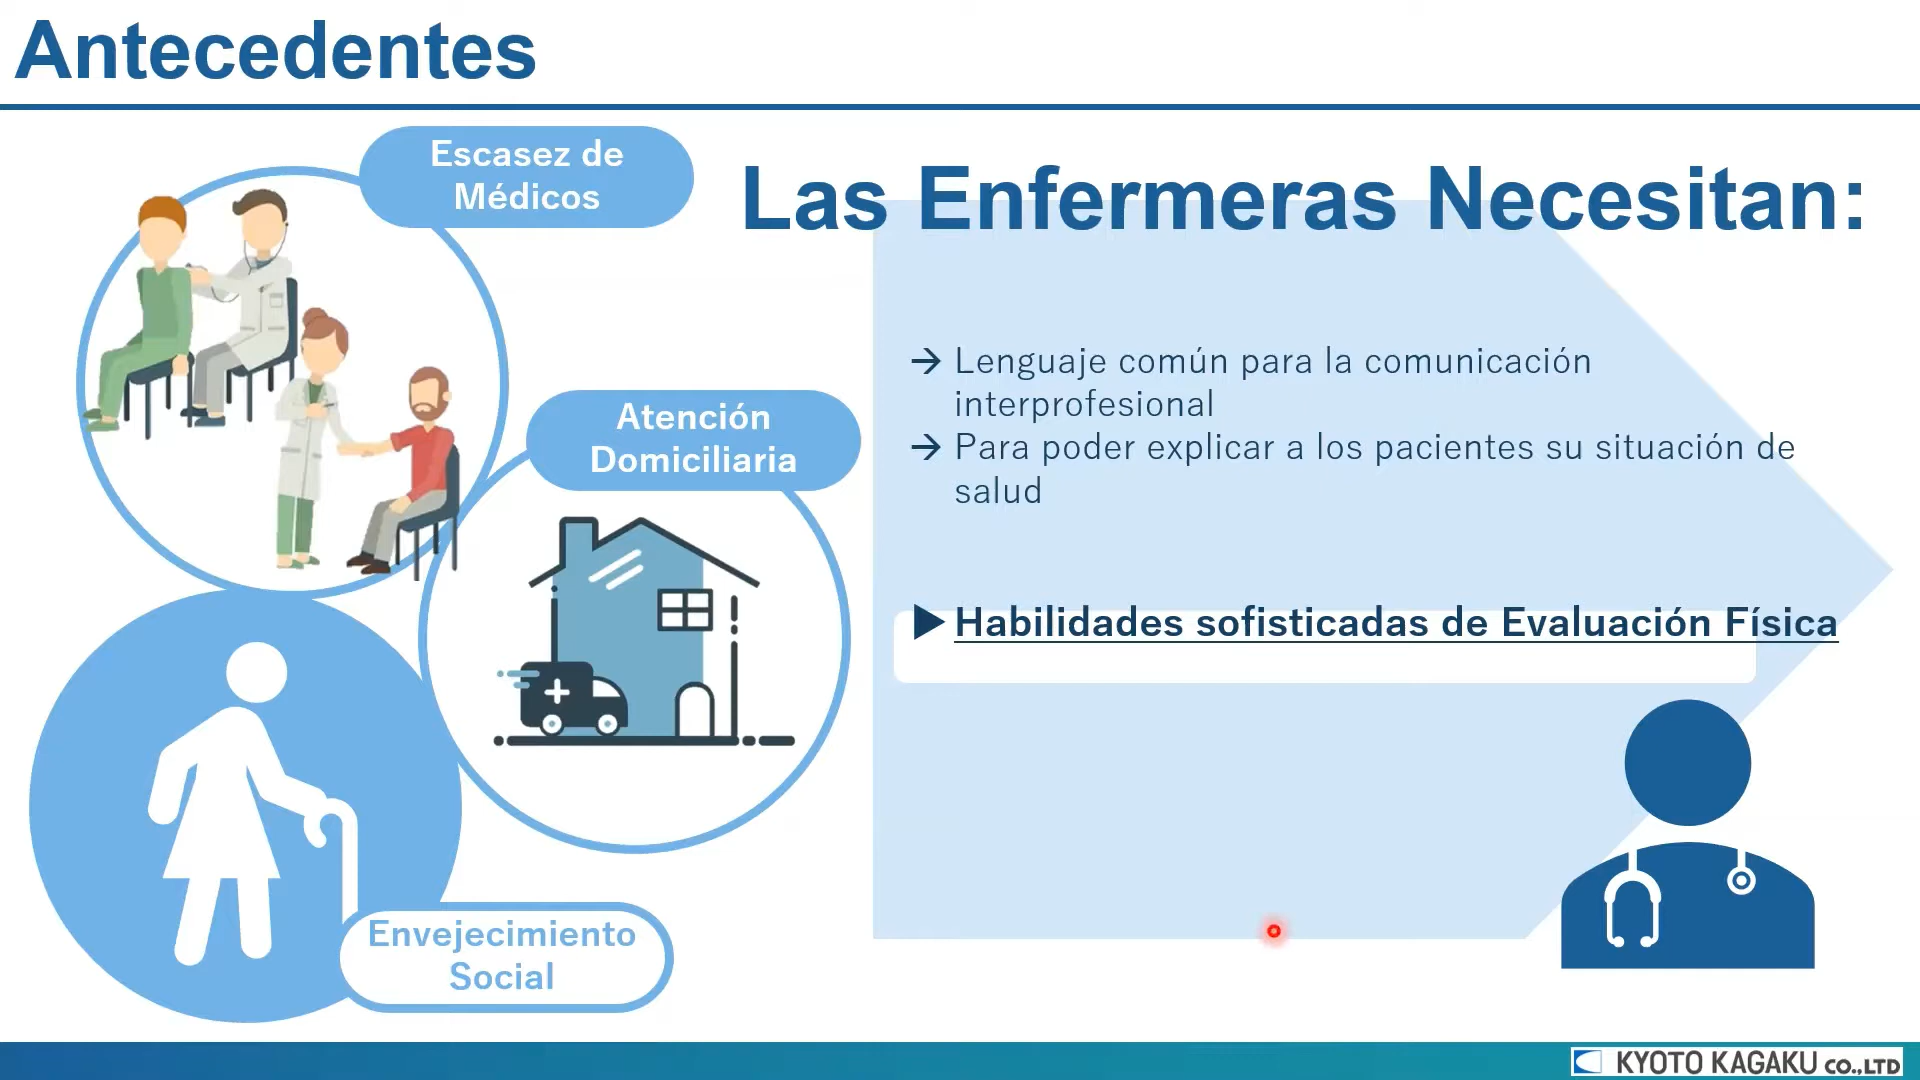 Antecedentes
Escasez de
Médicos
Atención
Domiciliaria
Envejecimiento
Social
Las Enfermeras Necesitan:
→ Lenguaje común para la comunicación
interprofesional
→ Para poder explicar a los pacientes su situación de
salud
▶ Habilidades sofisticadas de Evaluación Física
KYOTO KAGAKU CO.,LTD